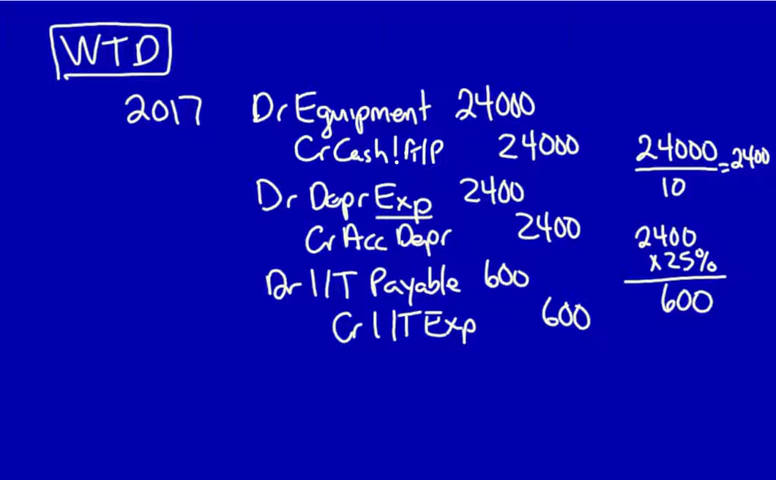 WTD
2017 Dr Equipment 24000
Cr Cash!A/P 24000
24000
10
=2400
Dr Depr Exp 2400
Cr Acc Depr 2400
2400
x25%
600
Dr I/T Payable 600
Cr I/T Exp 600